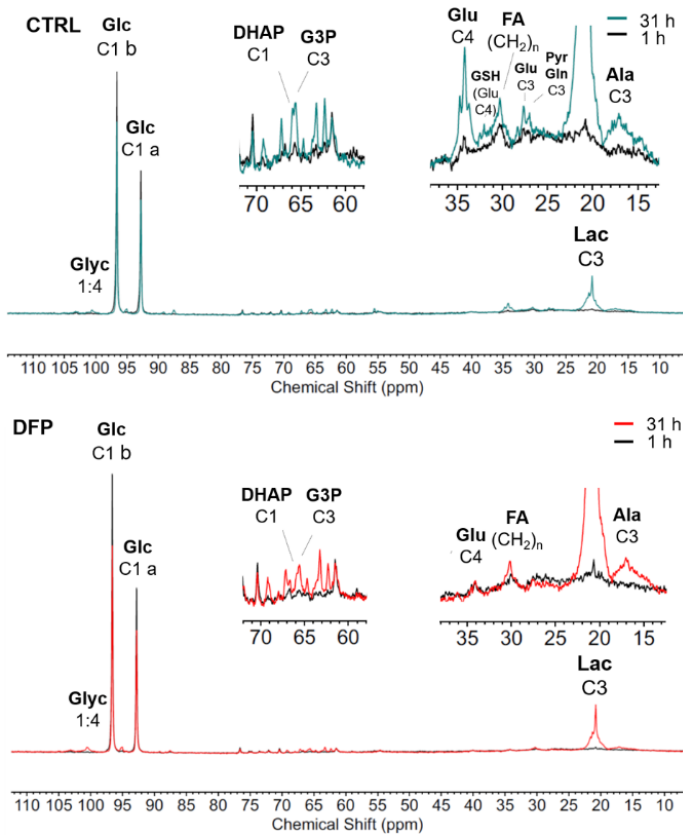 CTRL
Glc
C1 b
Glc
C1 a
Glyc
1:4
DHAP
C1
G3P
C3
70 65 60
Glu
C4
GSH
(Glu
C4)
FA
(CH2)n
Glu
C3
Pyr
Gln
C3
Ala
C3
31 h
1 h
35 30 25 20 15
Lac
C3
110 105 100 95 90 85 80 75 70 65 60 55 50 45 40 35 30 25 20 15 10
Chemical Shift (ppm)
DFP
Glc
C1 b
Glc
C1 a
Glyc
1:4
DHAP
C1
G3P
C3
70 65 60
31 h
1 h
Glu
C4
FA
(CH2)n
Ala
C3
35 30 25 20 15
Lac
C3
110 105 100 95 90 85 80 75 70 65 60 55 50 45 40 35 30 25 20 15 10
Chemical Shift (ppm)